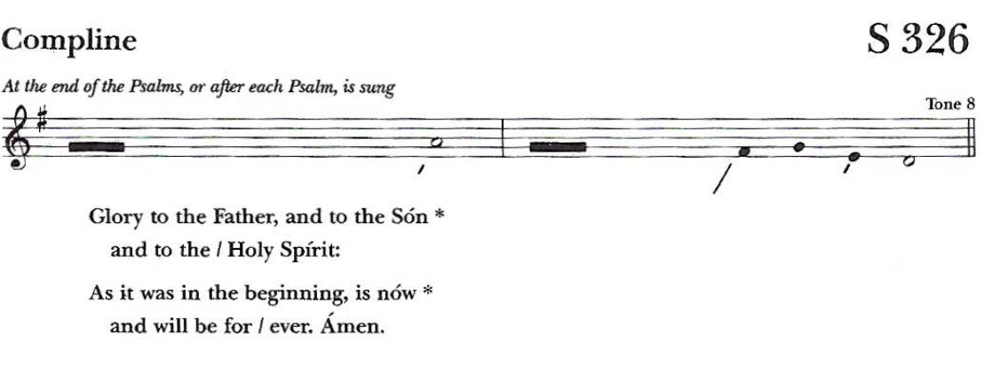 Compline
S 326
At the end of the Psalms, or after each Psalm, is sung
Tone 8
Glory to the Father, and to the Són *
and to the / Holy Spírit:
As it was in the beginning, is nów *
and will be for / ever. Ámen.